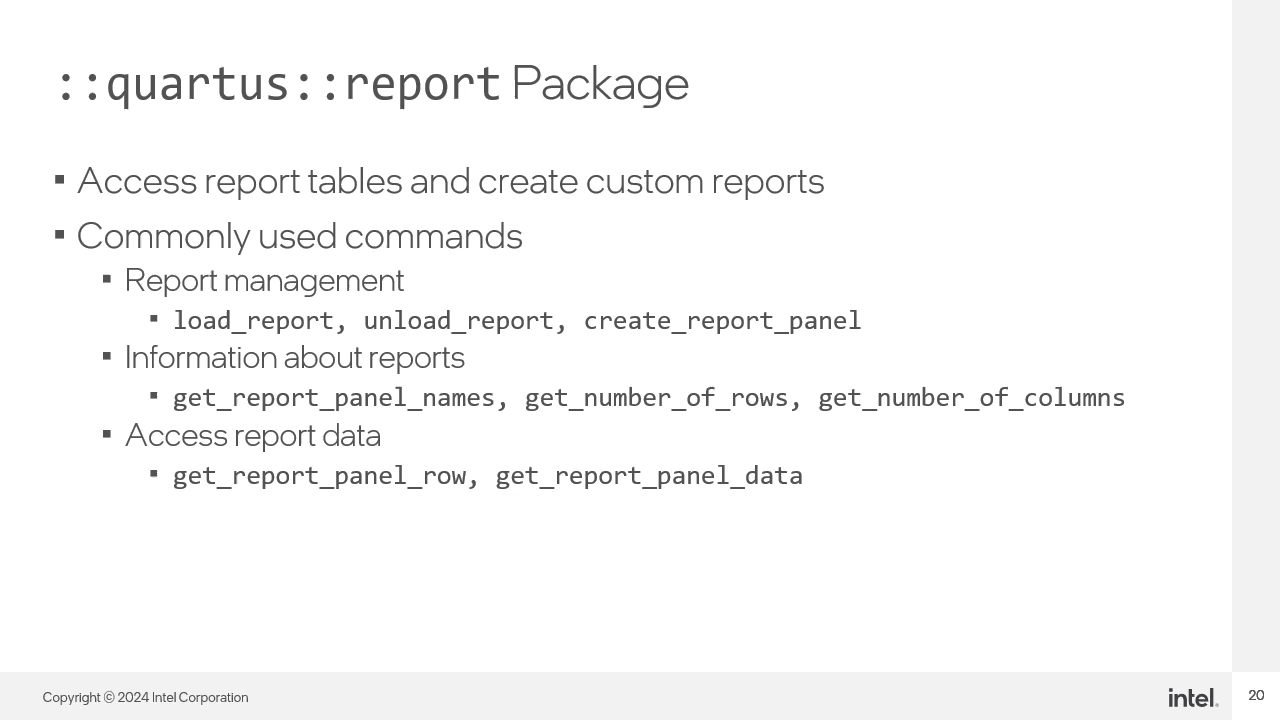 ::quartus::report Package
▪ Access report tables and create custom reports
▪ Commonly used commands
▪ Report management
▪ load_report, unload_report, create_report_panel
▪ Information about reports
▪ get_report_panel_names, get_number_of_rows, get_number_of_columns
▪ Access report data
▪ get_report_panel_row, get_report_panel_data
Copyright © 2024 Intel Corporation
intel.
20